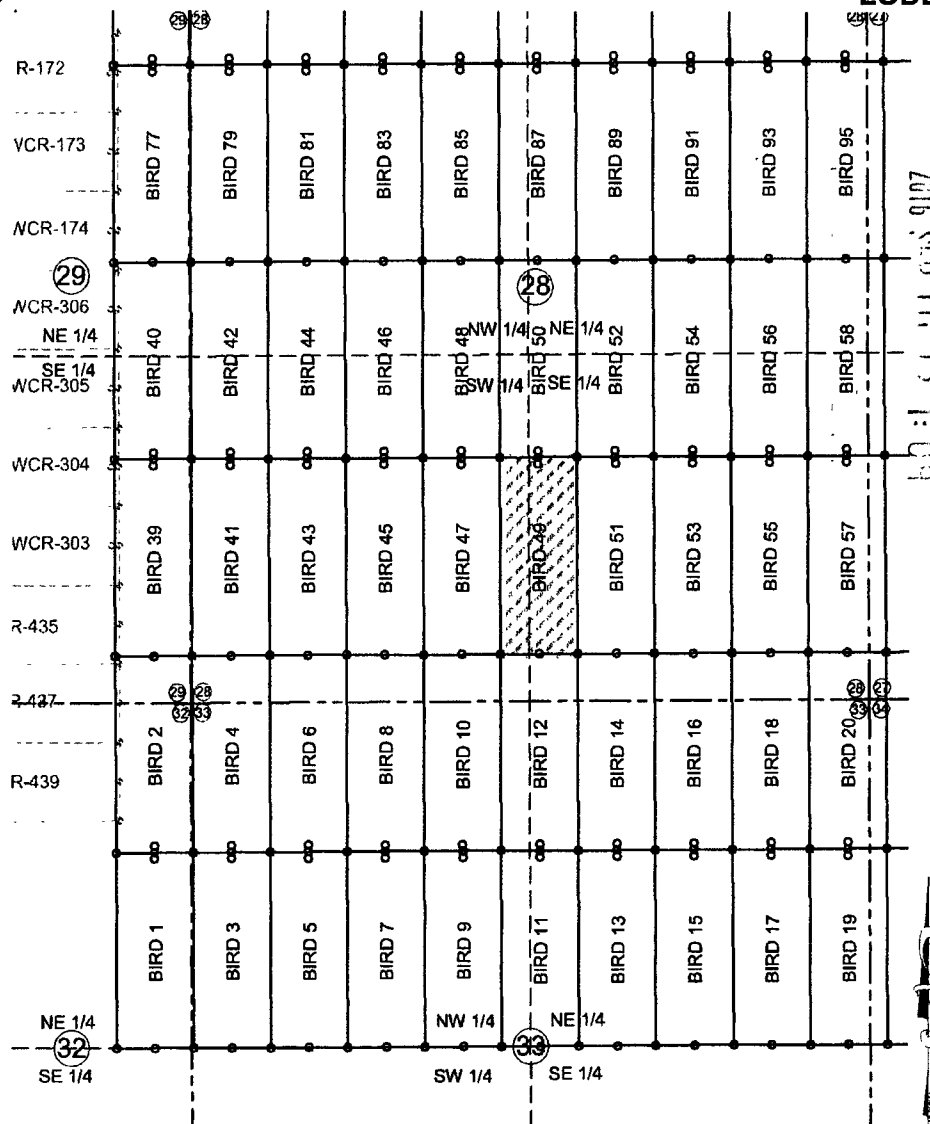 29 28
28 27
R-172
BIRD 77 BIRD 79 BIRD 81 BIRD 83 BIRD 85 BIRD 87 BIRD 89 BIRD 91 BIRD 93 BIRD 95
WCR-173
WCR-174
29
28
WCR-306
NE 1/4
NW 1/4 NE 1/4
BIRD 40 BIRD 42 BIRD 44 BIRD 46 BIRD 48 BIRD 50 BIRD 52 BIRD 54 BIRD 56 BIRD 58
SE 1/4
SW 1/4 SE 1/4
WCR-305
WCR-304
WCR-303
BIRD 39 BIRD 41 BIRD 43 BIRD 45 BIRD 47 BIRD 49 BIRD 51 BIRD 53 BIRD 55 BIRD 57
R-435
R-437
29 28
28 27
32 33
33 34
BIRD 2 BIRD 4 BIRD 6 BIRD 8 BIRD 10 BIRD 12 BIRD 14 BIRD 16 BIRD 18 BIRD 20
R-439
BIRD 1 BIRD 3 BIRD 5 BIRD 7 BIRD 9 BIRD 11 BIRD 13 BIRD 15 BIRD 17 BIRD 19
NE 1/4
NW 1/4 NE 1/4
32
33
SE 1/4
SW 1/4 SE 1/4